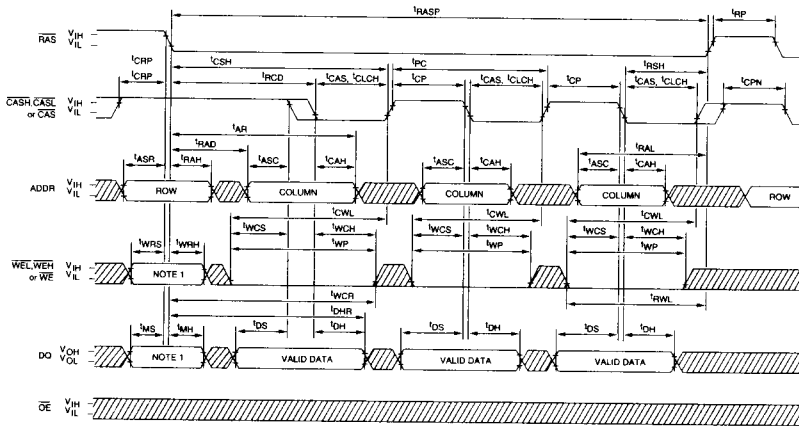 tRASP
tRP
RAS VIH
VIL
tCRP
tCRP
tCSH
tPC
tRSH
tRCD
tCAS, tCLCH
tCP
tCAS, tCLCH
tCP
tCAS, tCLCH
tCPN
CASH,CASL VIH
or CAS VIL
tAR
tRAD
tRAL
tASR
tRAH
tASC
tCAH
tASC
tCAH
tASC
tCAH
ADDR VIH
VIL
ROW
COLUMN
COLUMN
COLUMN
ROW
tCWL
tCWL
tCWL
tWCS
tWCH
tWCS
tWCH
tWCS
tWCH
tWRS
tWRH
tWP
tWP
tWP
WEL,WEH VIH
or WE VIL
NOTE 1
tWCR
tRWL
tDHR
tMS
tMH
tDS
tDH
tDS
tDH
tDS
tDH
DQ VOH
VOL
NOTE 1
VALID DATA
VALID DATA
VALID DATA
OE VIH
VIL